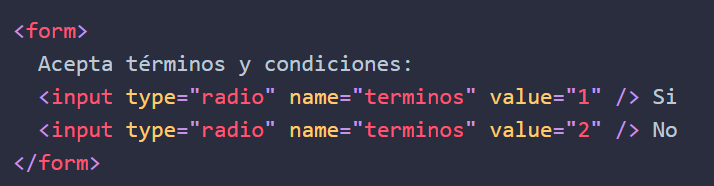 <form>
Acepta términos y condiciones:
<input type="radio" name="terminos" value="1" /> Si
<input type="radio" name="terminos" value="2" /> No
</form>